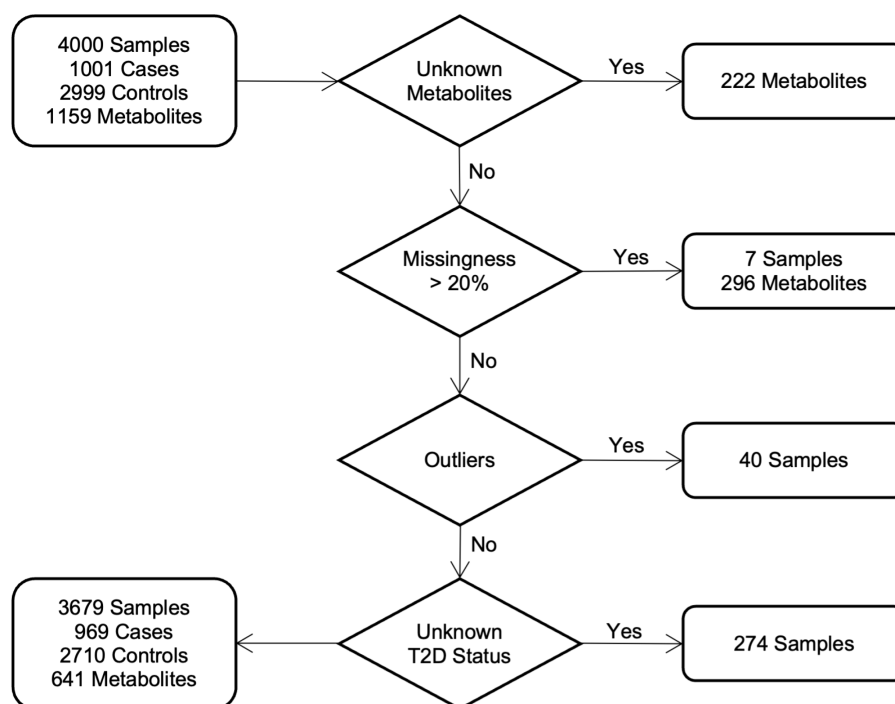 4000 Samples
1001 Cases
2999 Controls
1159 Metabolites
Unknown
Metabolites
Yes
222 Metabolites
No
Missingness
> 20%
Yes
7 Samples
296 Metabolites
No
Outliers
Yes
40 Samples
No
3679 Samples
969 Cases
2710 Controls
641 Metabolites
Unknown
T2D Status
Yes
274 Samples